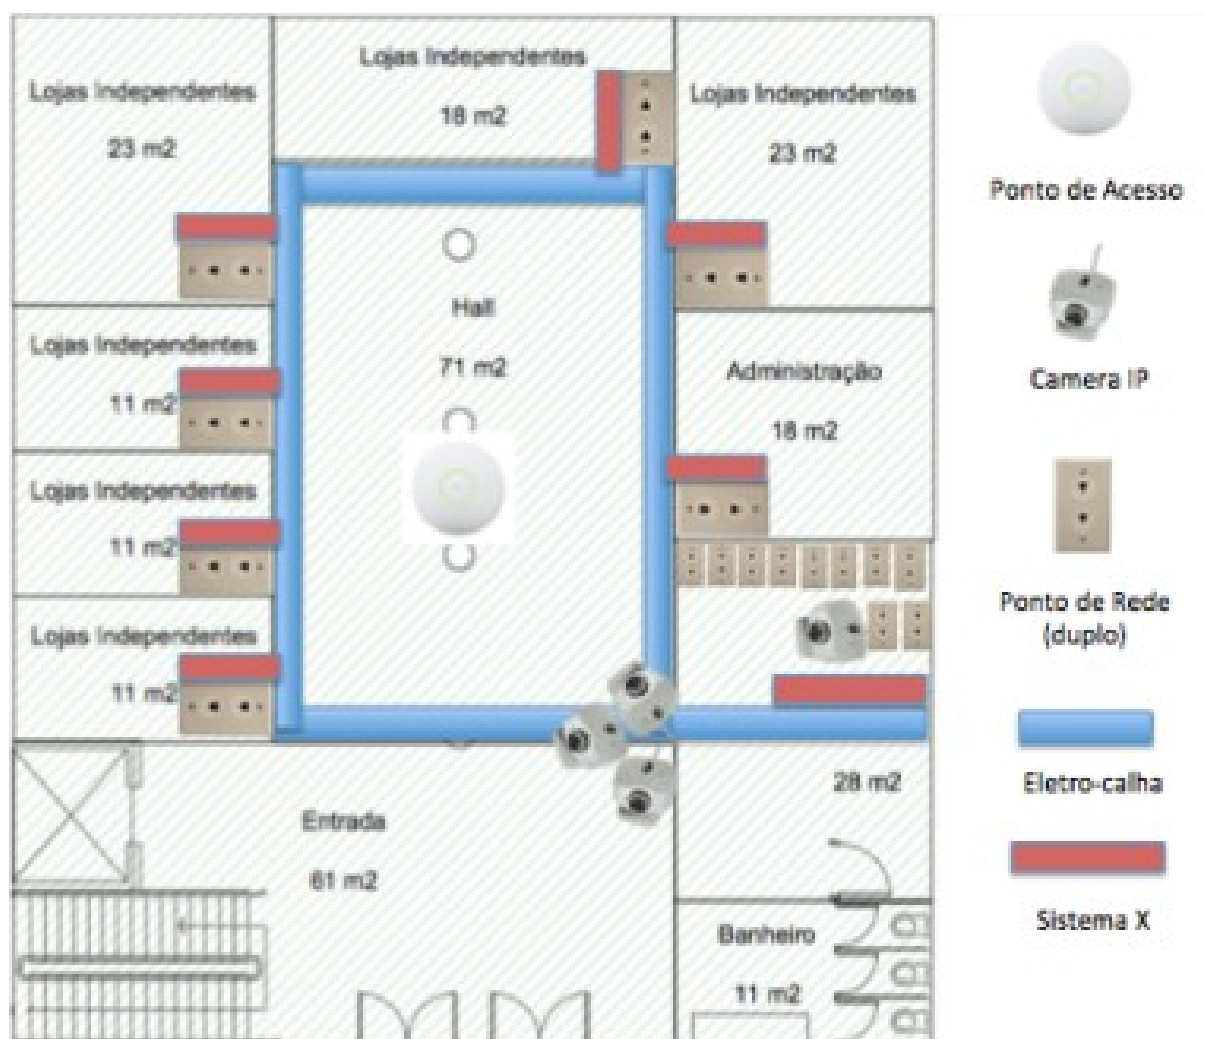 Lojas Independentes
23 m2
Lojas Independentes
18 m2
Lojas Independentes
23 m2
Lojas Independentes
11 m2
Lojas Independentes
11 m2
Lojas Independentes
11 m2
Hall
71 m2
Administração
18 m2
28 m2
Entrada
61 m2
Banheiro
11 m2
Ponto de Acesso
Camera IP
Ponto de Rede
(duplo)
Eletro-calha
Sistema X